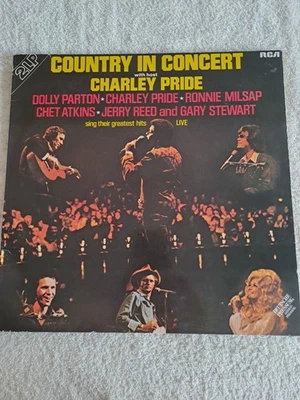 2LP
COUNTRY IN CONCERT
RCA
with host
CHARLEY PRIDE
DOLLY PARTON • CHARLEY PRIDE • RONNIE MILSAP
CHET ATKINS • JERRY REED and GARY STEWART
sing their greatest hits LIVE